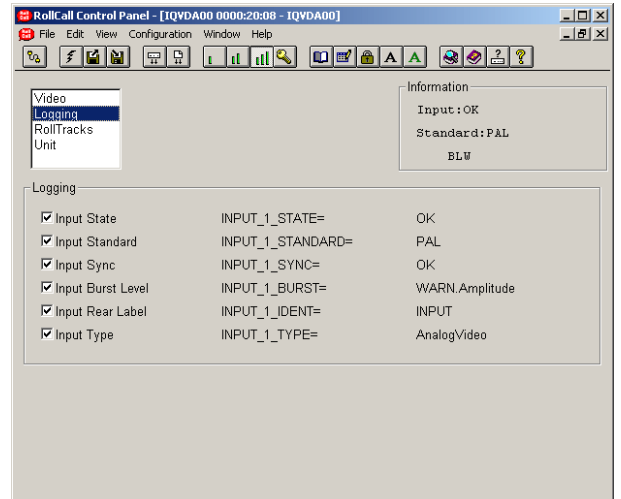 RollCall Control Panel - [IQVDA00 0000:20:08 - IQVDA00]
File Edit View Configuration Window Help
A A ?
Video
Logging
RollTracks
Unit
Information
Input:OK
Standard:PAL
BLW
Logging
Input State INPUT_1_STATE= OK
Input Standard INPUT_1_STANDARD= PAL
Input Sync INPUT_1_SYNC= OK
Input Burst Level INPUT_1_BURST= WARN.Amplitude
Input Rear Label INPUT_1_IDENT= INPUT
Input Type INPUT_1_TYPE= AnalogVideo